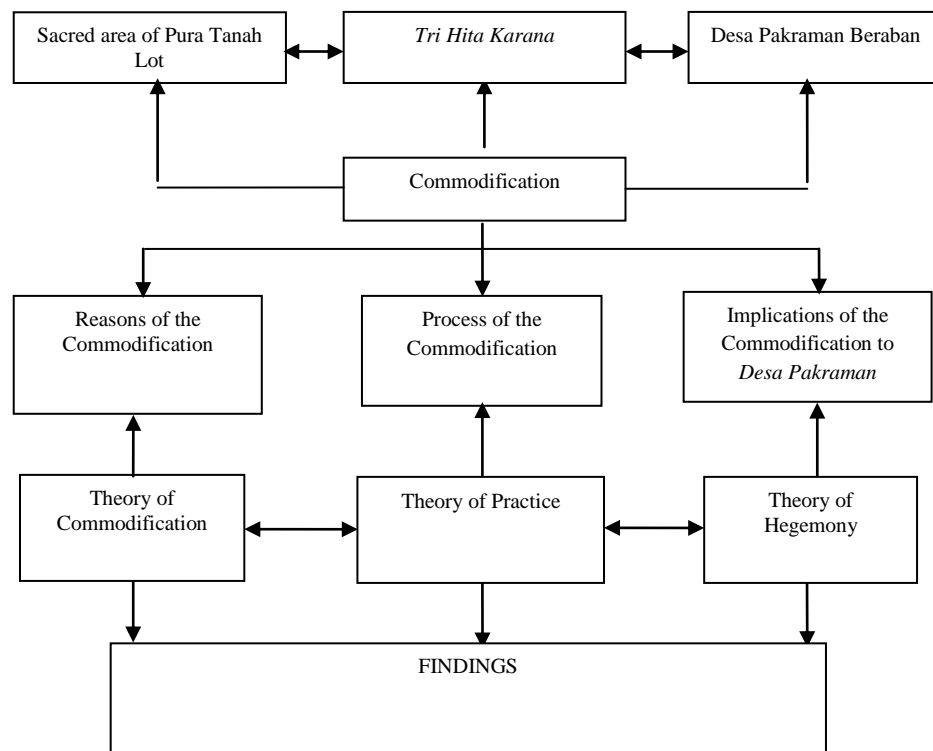 Sacred area of Pura Tanah
Lot
Tri Hita Karana
Desa Pakraman Beraban
Commodification
Reasons of the
Commodification
Process of the
Commodification
Implications of the
Commodification to
Desa Pakraman
Theory of
Commodification
Theory of Practice
Theory of
Hegemony
FINDINGS